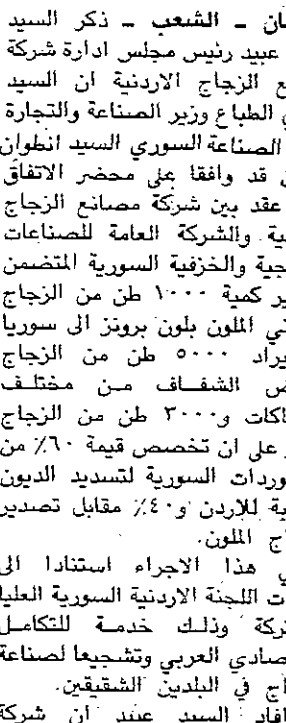 ان ـ الشعب ـ ذكر السيد
عبيد رئيس مجلس ادارة شركة
ع الزجاج الاردنية ان السيد
ي الطباع وزير الصناعة والتجارة
الصناعة السوري السيد انطوان
ن قد وافقا على محضر الاتفاق
عقد بين شركة مصانع الزجاج
نية والشركة العامة للصناعات
جية والخزفية السورية المتضمن
ير كمية ١٠٠٠ طن من الزجاج
ني الملون بلون برونز الى سوريا
يراد ٥٠٠٠ طن من الزجاج
ض الشفاف من مختلف
اكات و٣٠٠٠ طن من الزجاج
على ان تخصص قيمة ٦٠٪ من
وردات السورية لتسديد الديون
ية للاردن و٤٠٪ مقابل تصدير
اج الملون.
ي هذا الاجراء استنادا الى
ات اللجنة الاردنية السورية العليا
تركة وذلك خدمة للتكامل
صادي العربي وتشجيعا لصناعة
اج في البلدين الشقيقين.
افاد السيد عبيد ان شركة